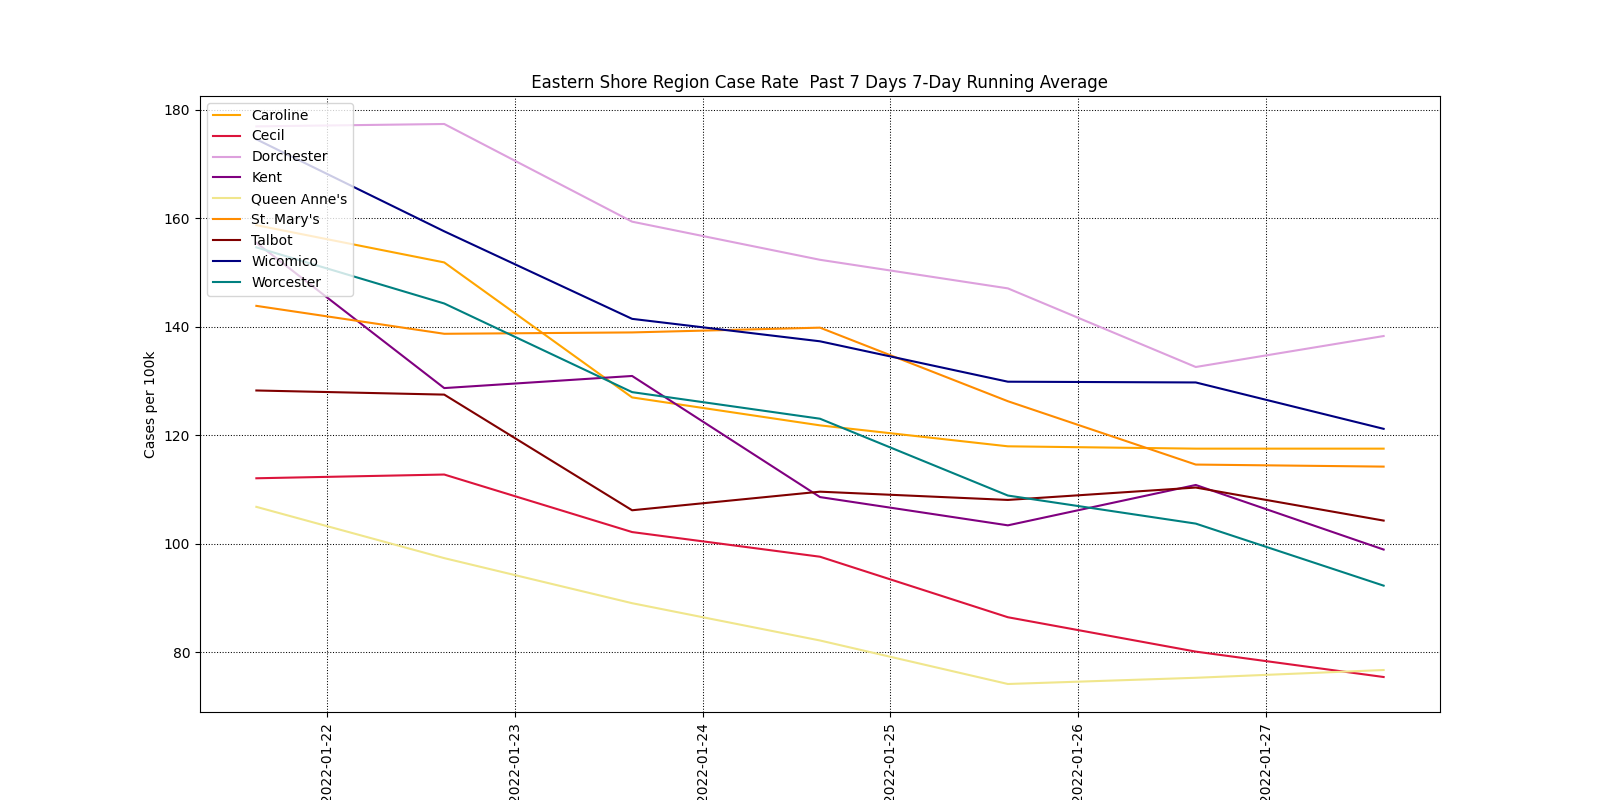 Eastern Shore Region Case Rate  Past 7 Days 7-Day Running Average
Cases per 100k
180
160
140
120
100
80
Caroline
Cecil
Dorchester
Kent
Queen Anne's
St. Mary's
Talbot
Wicomico
Worcester
2022-01-22
2022-01-23
2022-01-24
2022-01-25
2022-01-26
2022-01-27